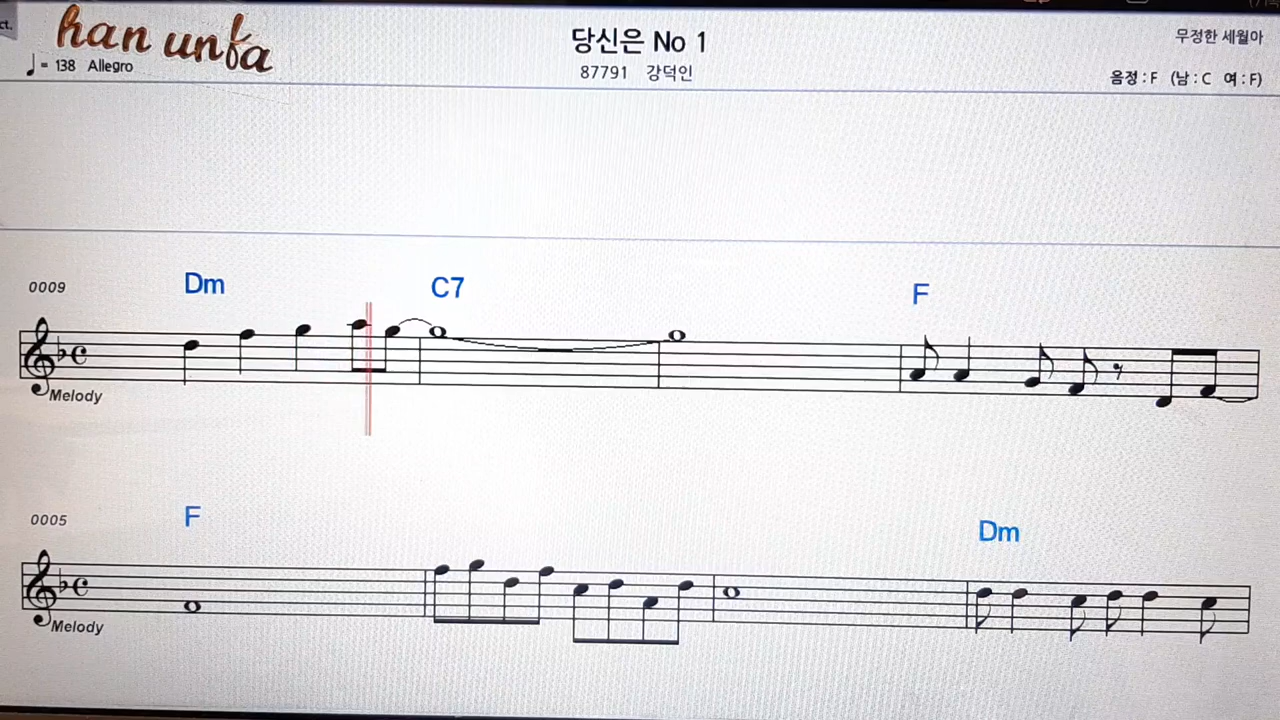 ct.
han unfa
♩ = 138 Allegro
당신은 No 1
87791 강덕인
무정한 세월아
음정 : F (남 : C 여 : F)
0009
Dm C7 F
Melody
0005
F Dm
Melody